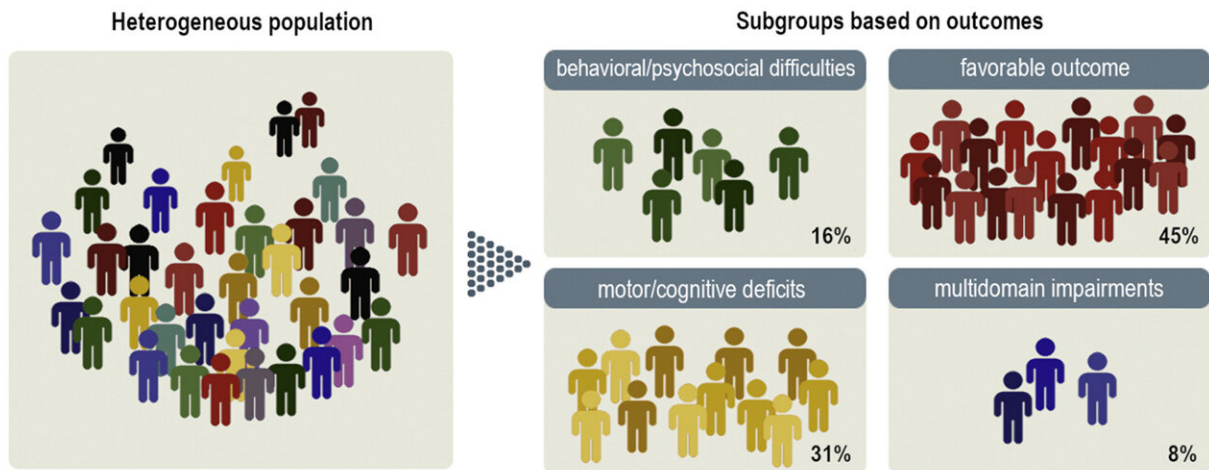 Heterogeneous population
Subgroups based on outcomes
behavioral/psychosocial difficulties
16%
favorable outcome
45%
motor/cognitive deficits
31%
multidomain impairments
8%